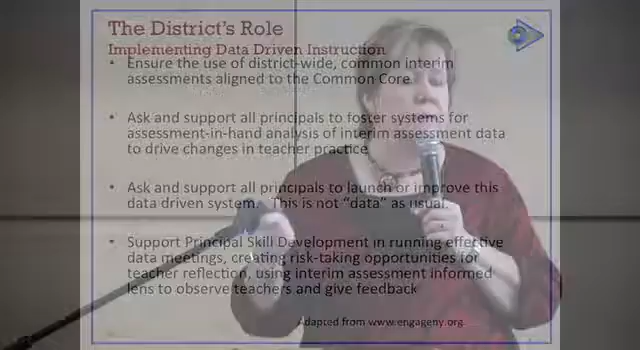 The District's Role
Implementing Data Driven Instruction
• Ensure the use of district-wide, common interim
assessments aligned to the Common Core
• Ask and support all principals to foster systems for
assessment-in-hand analysis of interim assessment data
to drive changes in teacher practice
• Ask and support all principals to launch or improve this
data driven system. This is not "data" as usual.
• Support Principal Skill Development in running effective
data meetings, creating risk-taking opportunities for
teacher reflection, using interim assessment informed
lens to observe teachers and give feedback
Adapted from www.engageny.org